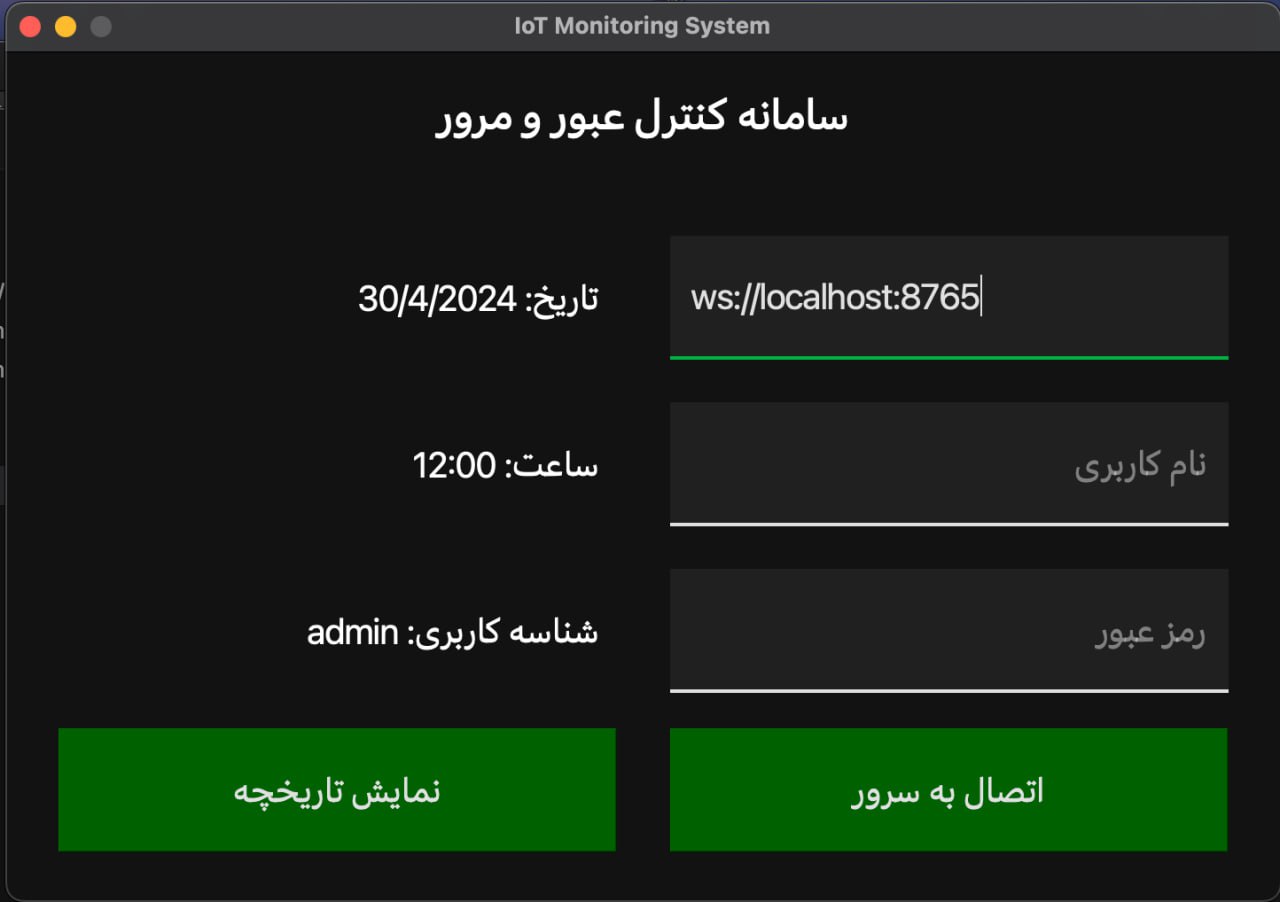 IoT Monitoring System
سامانه کنترل عبور و مرور
ws://localhost:8765
تاریخ: 30/4/2024
نام کاربری
ساعت: 12:00
رمز عبور
شناسه کاربری: admin
اتصال به سرور
نمایش تاریخچه